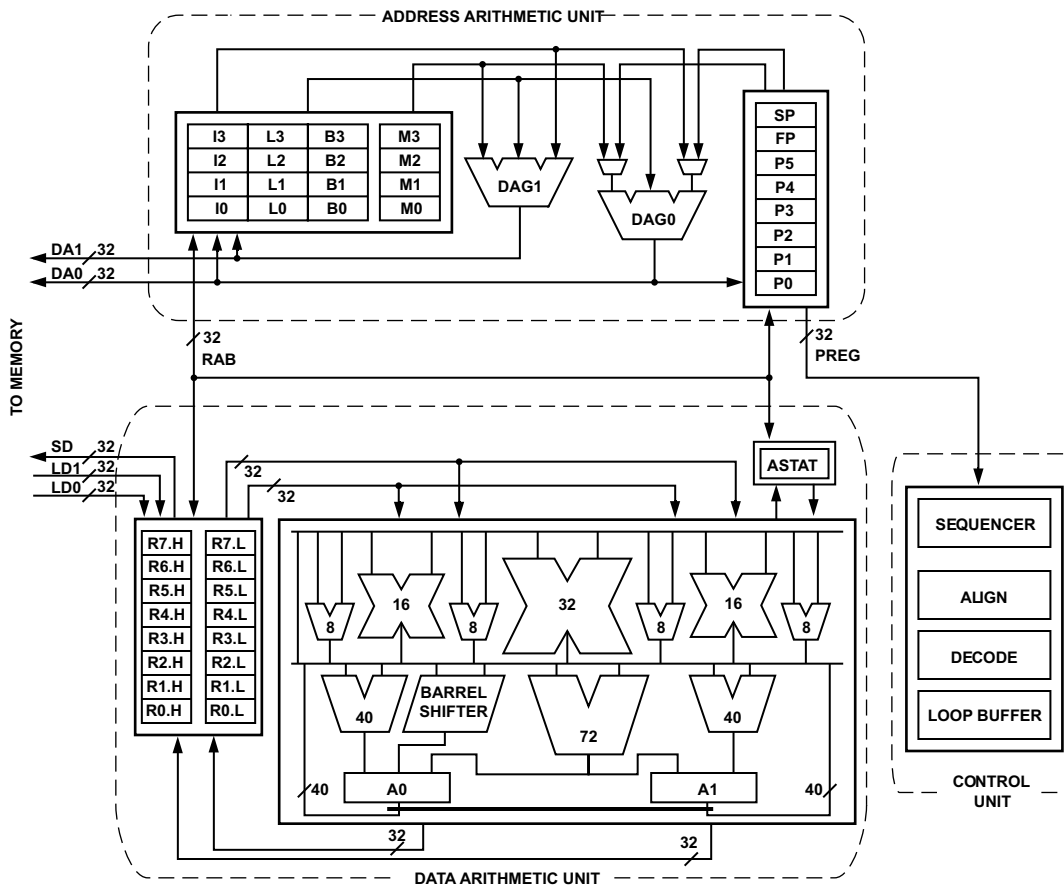 ADDRESS ARITHMETIC UNIT
I3 L3 B3 M3
I2 L2 B2 M2
I1 L1 B1 M1
I0 L0 B0 M0
DAG1
DAG0
SP
FP
P5
P4
P3
P2
P1
P0
DA1 32
DA0 32
32
RAB
32
PREG
TO MEMORY
SD 32
LD1 32
LD0 32
32
32
ASTAT
R7.H R7.L
R6.H R6.L
R5.H R5.L
R4.H R4.L
R3.H R3.L
R2.H R2.L
R1.H R1.L
R0.H R0.L
16 32 16
8 8 8 8
BARREL
SHIFTER
40 72 40
A0 A1
40 40
32 32
DATA ARITHMETIC UNIT
SEQUENCER
ALIGN
DECODE
LOOP BUFFER
CONTROL
UNIT